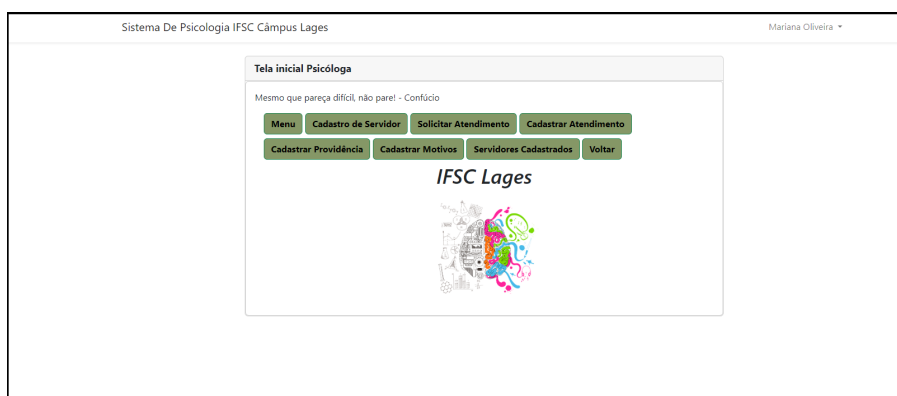 Sistema De Psicologia IFSC Câmpus Lages Mariana Oliveira
Tela inicial Psicóloga
Mesmo que pareça difícil, não pare! - Confúcio
Menu Cadastro de Servidor Solicitar Atendimento Cadastrar Atendimento
Cadastrar Providência Cadastrar Motivos Servidores Cadastrados Voltar
IFSC Lages